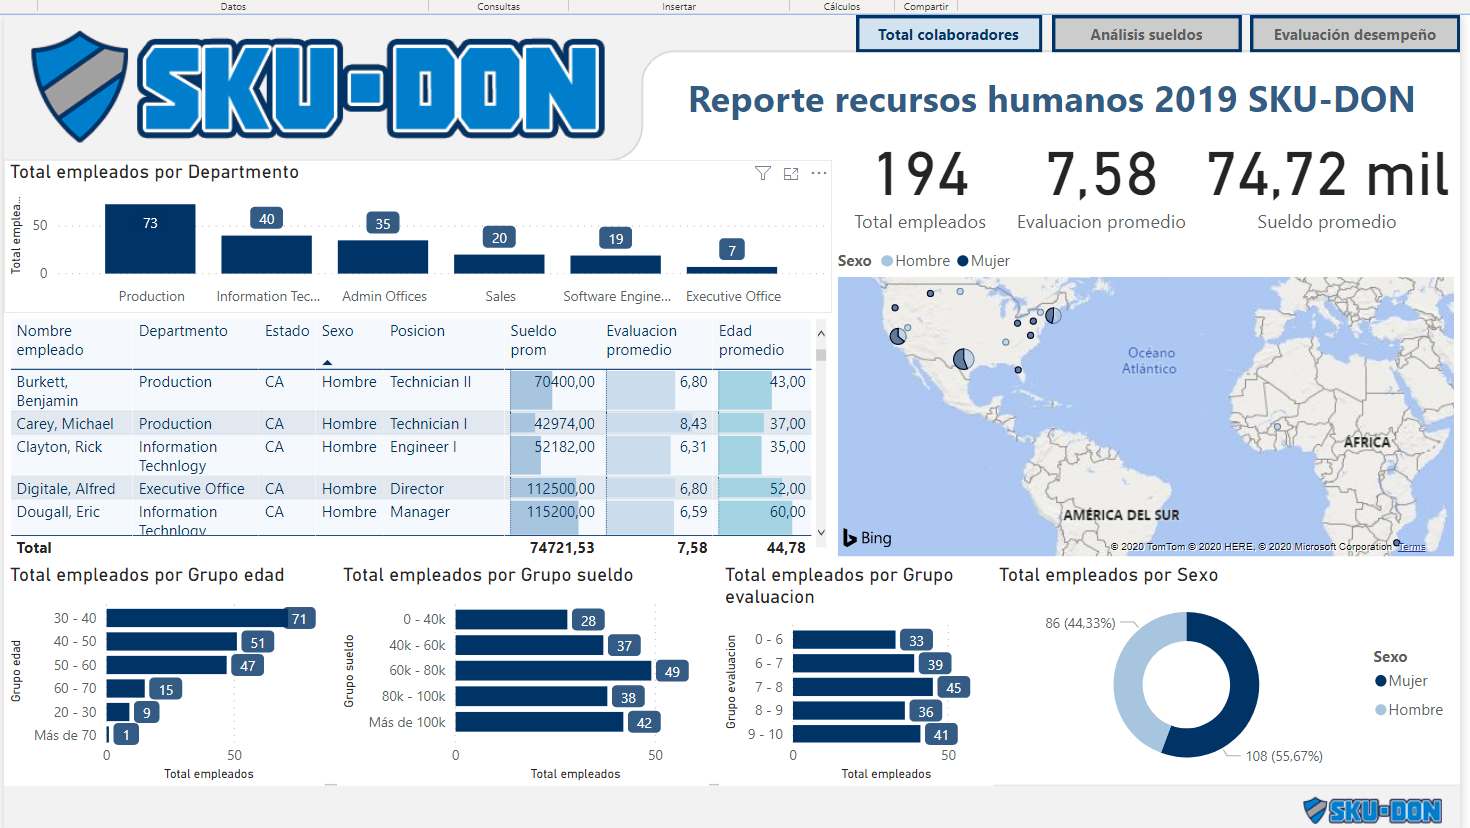 Datos
Consultas
Insertar
Cálculos
Compartir
SKU-DON
Total colaboradores
Análisis sueldos
Evaluación desempeño
Reporte recursos humanos 2019 SKU-DON
194
Total empleados
7,58
Evaluacion promedio
74,72 mil
Sueldo promedio
Total empleados por Departmento
Total emplea...
50
0
73
40
35
20
19
7
Production
Information Tec...
Admin Offices
Sales
Software Engine...
Executive Office
Sexo Hombre Mujer
Océano
Atlántico
ÁFRICA
AMÉRICA DEL SUR
Bing
© 2020 TomTom © 2020 HERE, © 2020 Microsoft Corporation Terms
Nombre empleado Departmento Estado Sexo Posicion Sueldo prom Evaluacion promedio Edad promedio
Burkett, Benjamin Production CA Hombre Technician II 70400,00 6,80 43,00
Carey, Michael Production CA Hombre Technician I 42974,00 8,43 37,00
Clayton, Rick Information Technlogy CA Hombre Engineer I 52182,00 6,31 35,00
Digitale, Alfred Executive Office CA Hombre Director 112500,00 6,80 52,00
Dougall, Eric Information Technlogy CA Hombre Manager 115200,00 6,59 60,00
Total 74721,53 7,58 44,78
Total empleados por Grupo edad
Grupo edad
30 - 40 71
40 - 50 51
50 - 60 47
60 - 70 15
20 - 30 9
Más de 70 1
0 50
Total empleados
Total empleados por Grupo sueldo
Grupo sueldo
0 - 40k 28
40k - 60k 37
60k - 80k 49
80k - 100k 38
Más de 100k 42
0 50
Total empleados
Total empleados por Grupo
evaluacion
Grupo evaluacion
0 - 6 33
6 - 7 39
7 - 8 45
8 - 9 36
9 - 10 41
0 50
Total empleados
Total empleados por Sexo
86 (44,33%)
108 (55,67%)
Sexo
Mujer
Hombre
SKU-DON